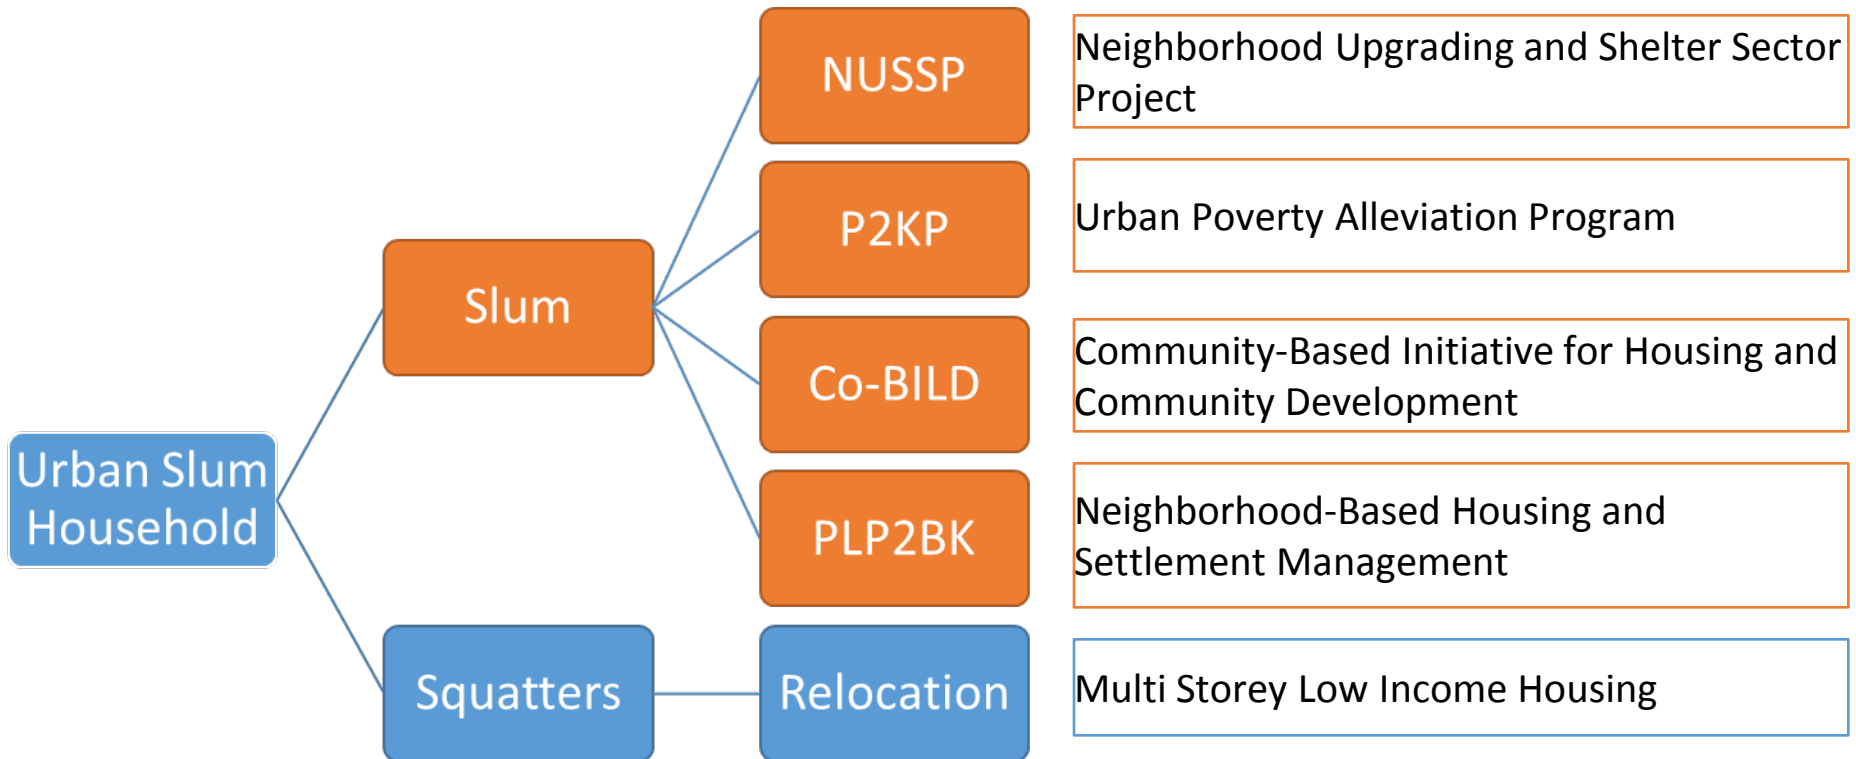 NUSSP
Neighborhood Upgrading and Shelter Sector
Project
P2KP
Urban Poverty Alleviation Program
Slum
Co-BILD
Community-Based Initiative for Housing and
Community Development
Urban Slum
Household
PLP2BK
Neighborhood-Based Housing and
Settlement Management
Squatters
Relocation
Multi Storey Low Income Housing